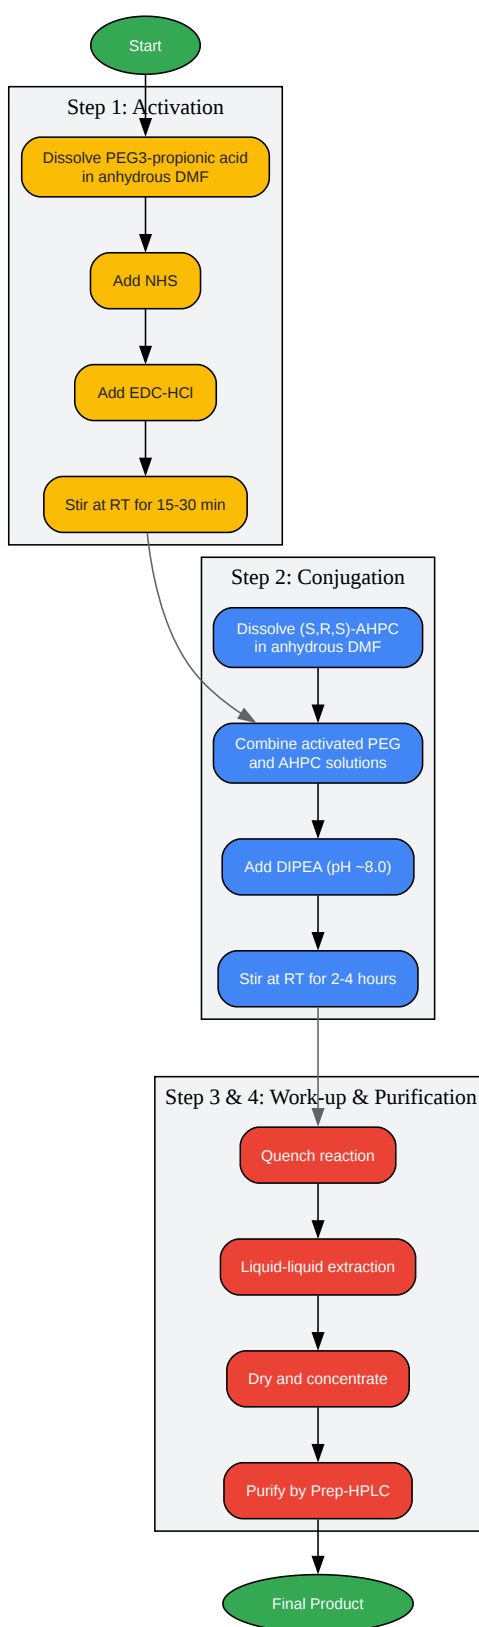 Start
Step 1: Activation
Dissolve PEG3-propionic acid
in anhydrous DMF
Add NHS
Add EDC-HCl
Stir at RT for 15-30 min
Step 2: Conjugation
Dissolve (S,R,S)-AHPC
in anhydrous DMF
Combine activated PEG
and AHPC solutions
Add DIPEA (pH ~8.0)
Stir at RT for 2-4 hours
Step 3 & 4: Work-up & Purification
Quench reaction
Liquid-liquid extraction
Dry and concentrate
Purify by Prep-HPLC
Final Product